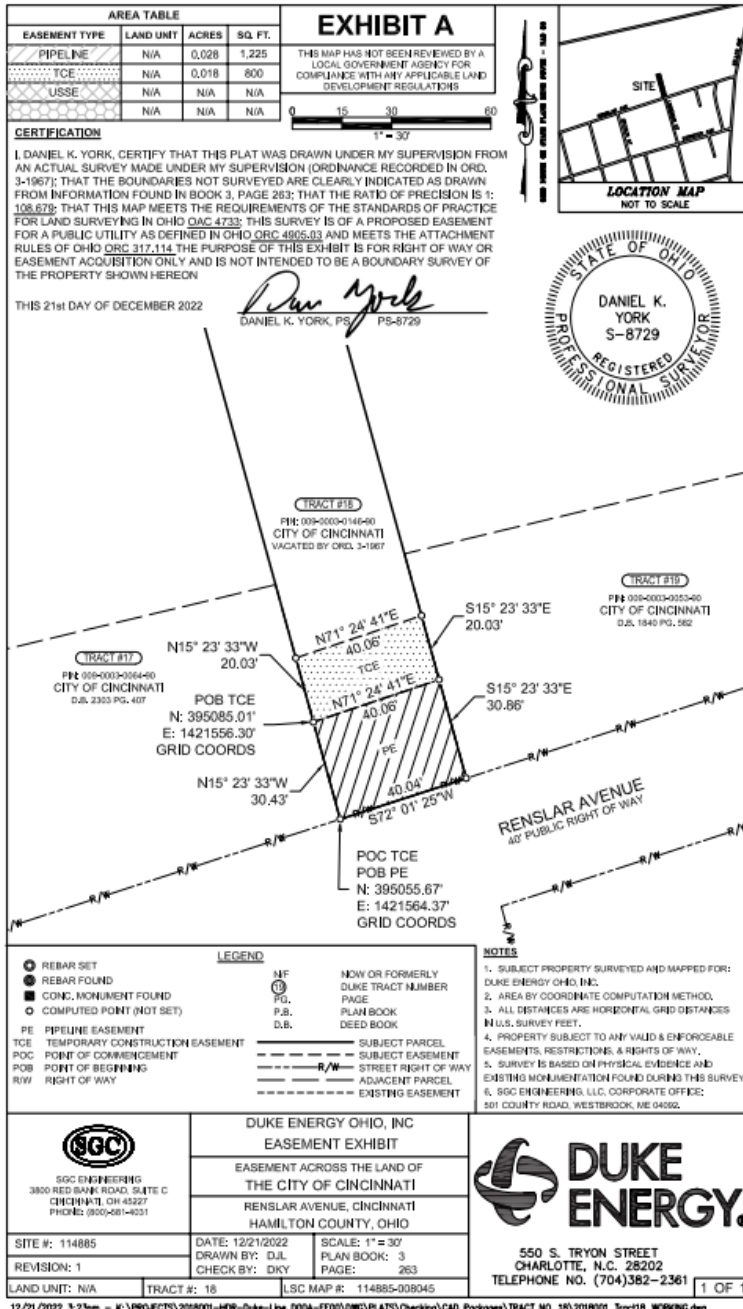 AREA TABLE
EASEMENT TYPE LAND UNIT ACRES SQ. FT.
PIPELINE N/A 0.028 1,225
TCE N/A 0.018 800
USSE N/A N/A N/A
N/A N/A N/A
EXHIBIT A
THIS MAP HAS NOT BEEN REVIEWED BY A
LOCAL GOVERNMENT AGENCY FOR
COMPLIANCE WITH ANY APPLICABLE LAND
DEVELOPMENT REGULATIONS
0 15 30 60
1" = 30'
SITE
LOCATION MAP
NOT TO SCALE
CERTIFICATION
I, DANIEL K. YORK, CERTIFY THAT THIS PLAT WAS DRAWN UNDER MY SUPERVISION FROM
AN ACTUAL SURVEY MADE UNDER MY SUPERVISION (ORDINANCE RECORDED IN ORD.
3-1967); THAT THE BOUNDARIES NOT SURVEYED ARE CLEARLY INDICATED AS DRAWN
FROM INFORMATION FOUND IN BOOK 3, PAGE 263; THAT THE RATIO OF PRECISION IS 1:
108,679; THAT THIS MAP MEETS THE REQUIREMENTS OF THE STANDARDS OF PRACTICE
FOR LAND SURVEYING IN OHIO OAC 4733; THIS SURVEY IS OF A PROPOSED EASEMENT
FOR A PUBLIC UTILITY AS DEFINED IN OHIO ORC 4905.03 AND MEETS THE ATTACHMENT
RULES OF OHIO ORC 317.114 THE PURPOSE OF THIS EXHIBIT IS FOR RIGHT OF WAY OR
EASEMENT ACQUISITION ONLY AND IS NOT INTENDED TO BE A BOUNDARY SURVEY OF
THE PROPERTY SHOWN HEREON
THIS 21st DAY OF DECEMBER 2022
Dan York
DANIEL K. YORK, PS PS-8729
STATE OF OHIO
DANIEL K.
YORK
S-8729
REGISTERED
PROFESSIONAL SURVEYOR
TRACT #18
PIN: 009-0003-0146-90
CITY OF CINCINNATI
VACATED BY ORD. 3-1967
TRACT #19
PIN: 009-0003-0053-90
CITY OF CINCINNATI
D.B. 1840 PG. 562
TRACT #17
PIN: 009-0003-0064-90
CITY OF CINCINNATI
D.B. 2303 PG. 407
N71° 24' 41"E
40.06'
TCE
S15° 23' 33"E
20.03'
N15° 23' 33"W
20.03'
N71° 24' 41"E
40.06'
PE
S15° 23' 33"E
30.86'
POB TCE
N: 395085.01'
E: 1421556.30'
GRID COORDS
N15° 23' 33"W
30.43'
40.04'
S72° 01' 25"W
R/W
R/W
R/W
R/W
R/W
R/W
R/W
R/W
R/W
R/W
R/W
R/W
RENSLAR AVENUE
40' PUBLIC RIGHT OF WAY
POC TCE
POB PE
N: 395055.67'
E: 1421564.37'
GRID COORDS
LEGEND
REBAR SET
REBAR FOUND
CONC. MONUMENT FOUND
COMPUTED POINT (NOT SET)
PE PIPELINE EASEMENT
TCE TEMPORARY CONSTRUCTION EASEMENT
POC POINT OF COMMENCEMENT
POB POINT OF BEGINNING
R/W RIGHT OF WAY
N/F NOW OR FORMERLY
DUKE TRACT NUMBER
PG. PAGE
P.B. PLAN BOOK
D.B. DEED BOOK
SUBJECT PARCEL
SUBJECT EASEMENT
R/W STREET RIGHT OF WAY
ADJACENT PARCEL
EXISTING EASEMENT
NOTES
1. SUBJECT PROPERTY SURVEYED AND MAPPED FOR:
DUKE ENERGY OHIO, INC.
2. AREA BY COORDINATE COMPUTATION METHOD.
3. ALL DISTANCES ARE HORIZONTAL GRID DISTANCES
IN U.S. SURVEY FEET.
4. PROPERTY SUBJECT TO ANY VALID & ENFORCEABLE
EASEMENTS, RESTRICTIONS, & RIGHTS OF WAY.
5. SURVEY IS BASED ON PHYSICAL EVIDENCE AND
EXISTING MONUMENTATION FOUND DURING THIS SURVEY
6. SGC ENGINEERING, LLC, CORPORATE OFFICE:
501 COUNTY ROAD, WESTBROOK, ME 04092.
SGC
SGC ENGINEERING
3800 RED BANK ROAD, SUITE C
CINCINNATI, OH 45227
PHONE: (800)-581-4031
DUKE ENERGY OHIO, INC
EASEMENT EXHIBIT
EASEMENT ACROSS THE LAND OF
THE CITY OF CINCINNATI
RENSLAR AVENUE, CINCINNATI
HAMILTON COUNTY, OHIO
SITE #: 114885
REVISION: 1
DATE: 12/21/2022
DRAWN BY: DJL
CHECK BY: DKY
SCALE: 1" = 30'
PLAN BOOK: 3
PAGE: 263
LAND UNIT: N/A TRACT #: 18 LSC MAP #: 114885-008045
DUKE
ENERGY.
550 S. TRYON STREET
CHARLOTTE, N.C. 28202
TELEPHONE NO. (704)382-2361
1 OF 1